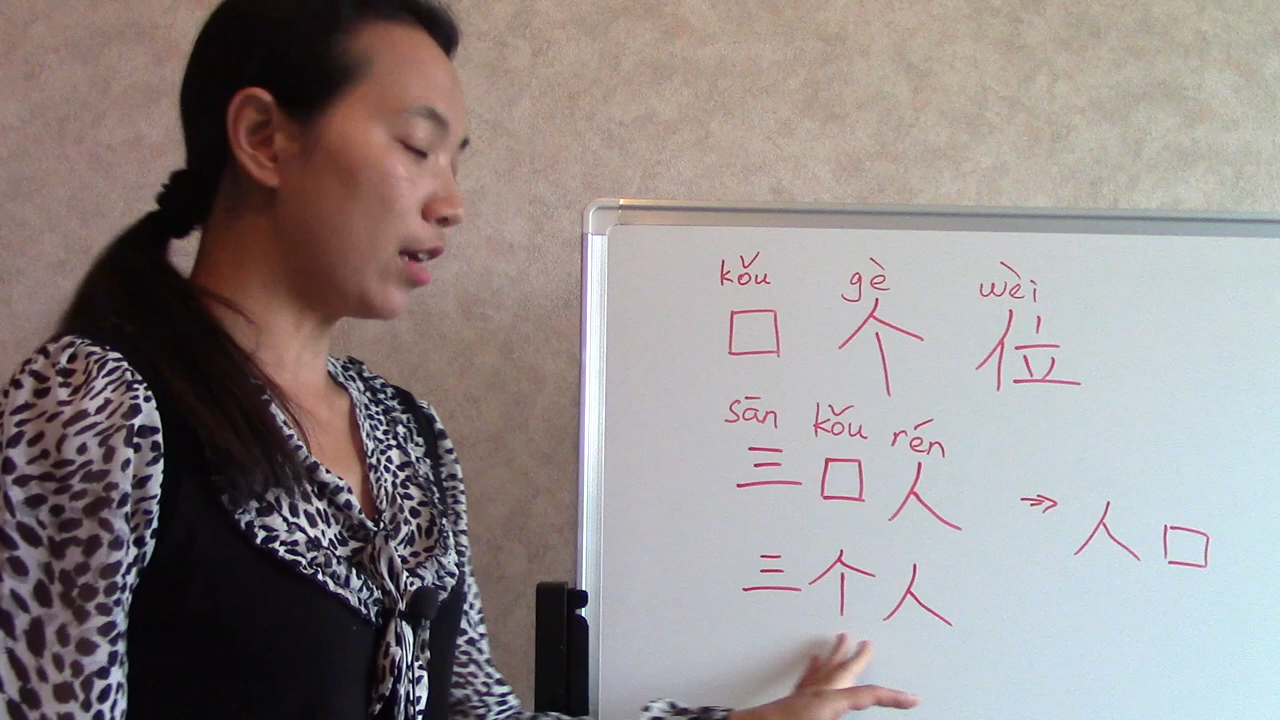 kǒu gè wèi
口 个 位
sān kǒu rén
三 口 人 ->> 人 口
三 个 人